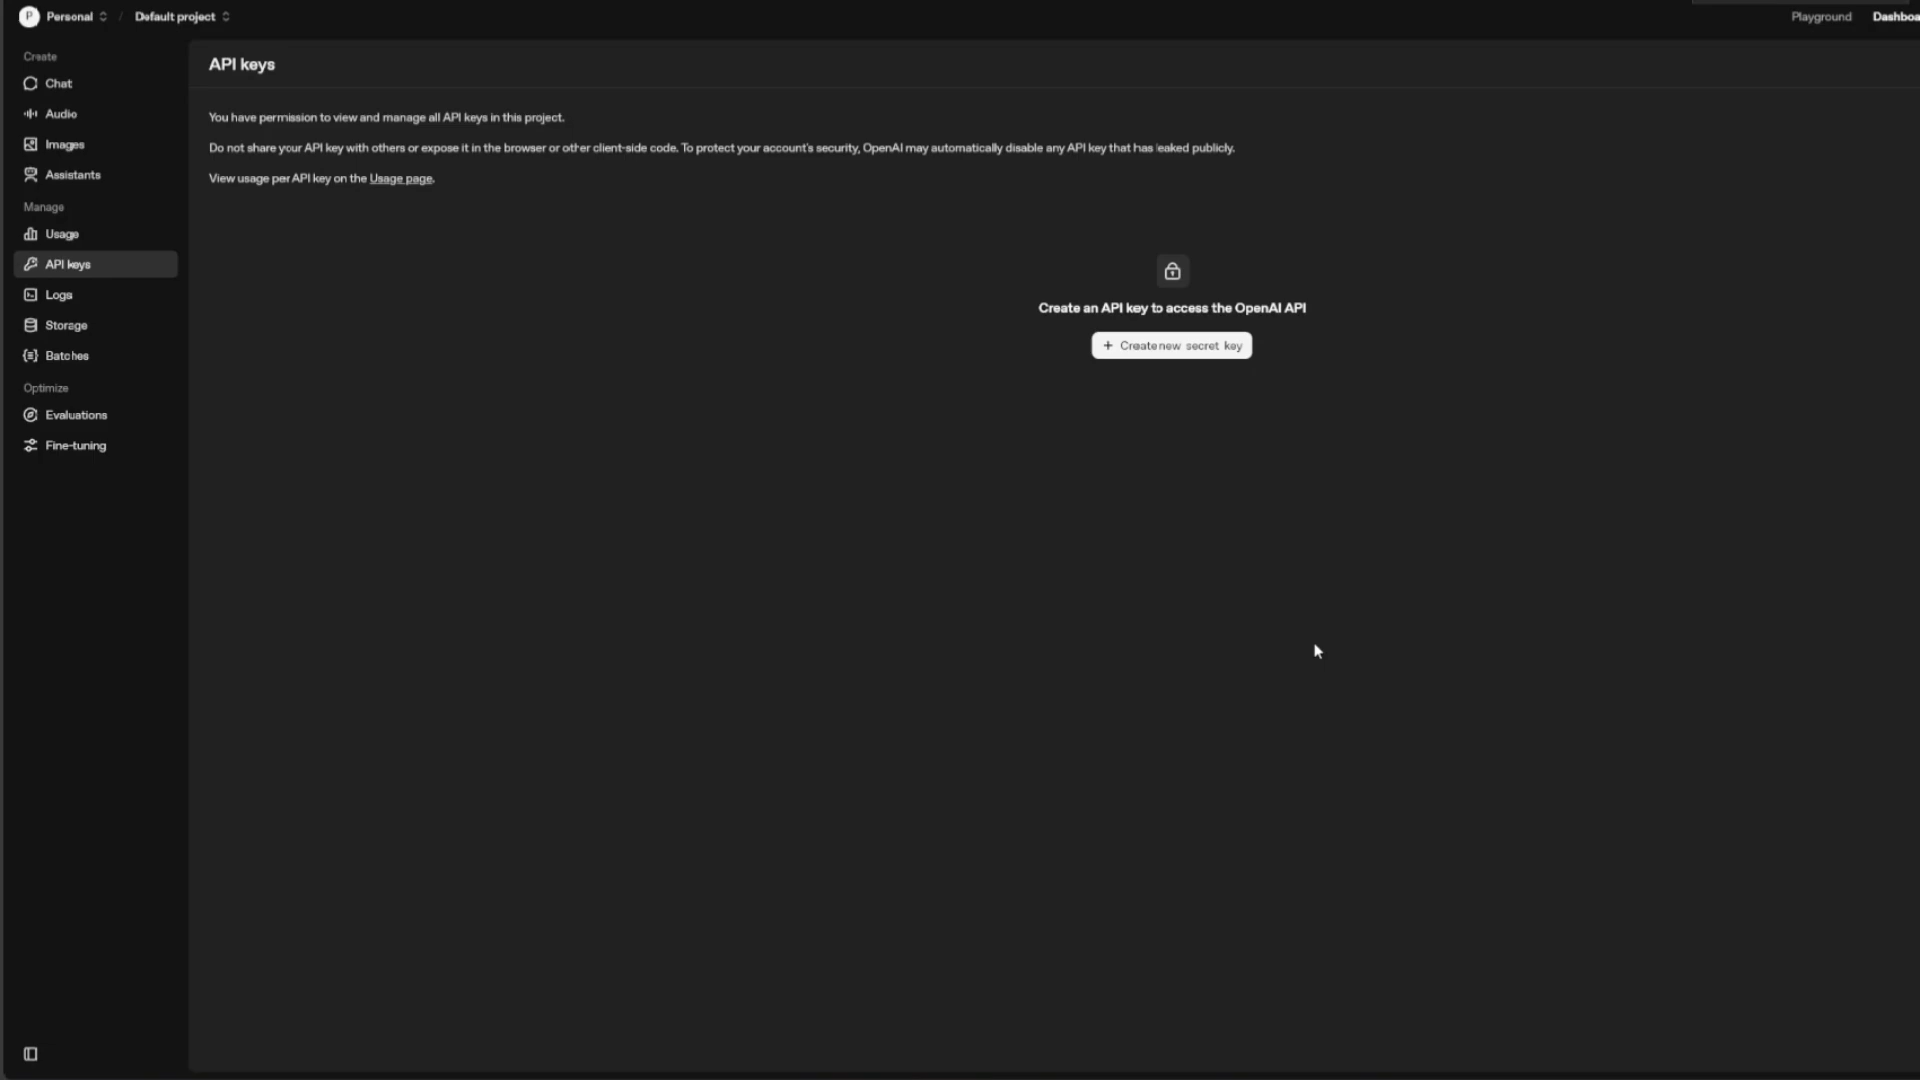 P Personal / Default project
Playground
Dashboa
Create
Chat
Audio
Images
Assistants
Manage
Usage
API keys
Logs
Storage
Batches
Optimize
Evaluations
Fine-tuning
API keys
You have permission to view and manage all API keys in this project.
Do not share your API key with others or expose it in the browser or other client-side code. To protect your account's security, OpenAI may automatically disable any API key that has leaked publicly.
View usage per API key on the Usage page.
Create an API key to access the OpenAI API
+ Create new secret key